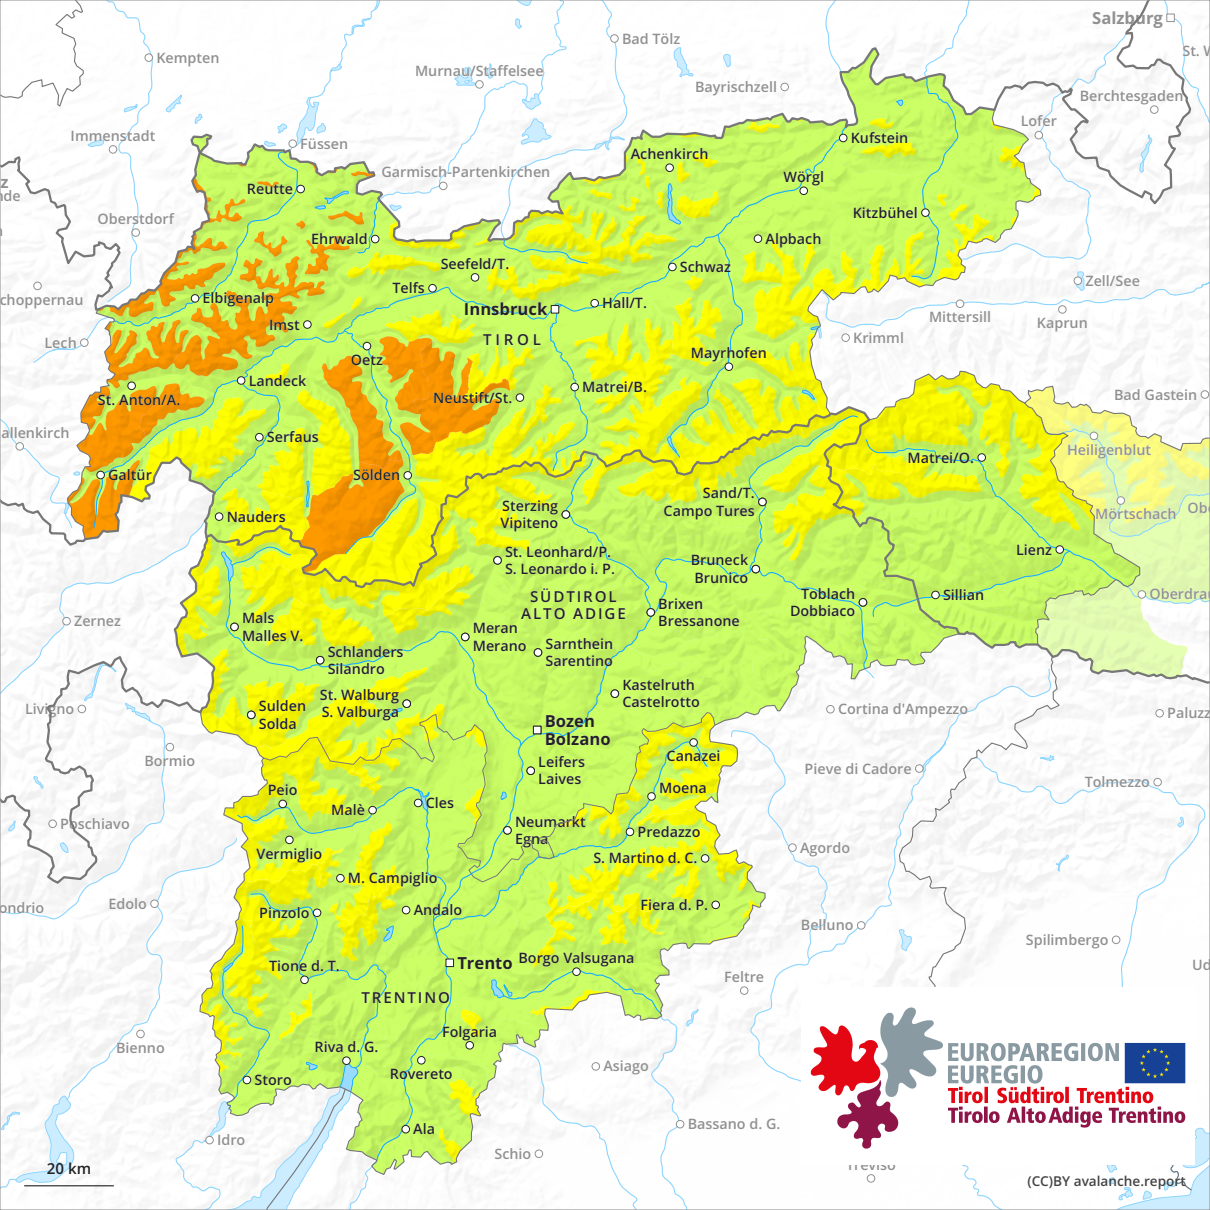 Salzburg
Kempten
Bad Tölz
St. W
Murnau/Staffelsee
Bayrischzell
Berchtesgaden
Immenstadt
Füssen
Lofer
Kufstein
Achenkirch
Garmisch-Partenkirchen
Wörgl
Reutte
z
nde
Oberstdorf
Kitzbühel
Ehrwald
Alpbach
Seefeld/T.
Schwaz
Zell/See
Telfs
choppernau
Elbigenalp
Hall/T.
Innsbruck
Mittersill
Kaprun
Imst
TIROL
Krimml
Lech
Oetz
Mayrhofen
Landeck
Matrei/B.
St. Anton/A.
Neustift/St.
Bad Gastein
allenkirch
Serfaus
Heiligenblut
Matrei/O.
Galtür
Sölden
Sand/T.
Campo Tures
Sterzing
Vipiteno
Nauders
Mörtschach
Obe
St. Leonhard/P.
S. Leonardo i. P.
Lienz
Bruneck
Brunico
SÜDTIROL
ALTO ADIGE
Toblach
Dobbiaco
Sillian
Oberdrau
Brixen
Bressanone
Zernez
Mals
Malles V.
Meran
Merano
Sarnthein
Sarentino
Schlanders
Silandro
Kastelruth
Castelrotto
St. Walburg
S. Valburga
Sulden
Solda
Livigno
Cortina d'Ampezzo
Paluzz
Bozen
Bolzano
Bormio
Canazei
Leifers
Laives
Pieve di Cadore
Tolmezzo
Peio
Moena
Malè
Cles
Poschiavo
Neumarkt
Egna
Predazzo
Vermiglio
S. Martino d. C.
Agordo
M. Campiglio
ondrio
Edolo
Pinzolo
Andalo
Fiera d. P.
Belluno
Spilimbergo
Trento
Borgo Valsugana
Tione d. T.
Ud
Feltre
TRENTINO
Folgaria
Bienno
Riva d. G.
Rovereto
Asiago
Storo
EUROPAREGION
EUREGIO
Tirol Südtirol Trentino
Tirolo Alto Adige Trentino
Ala
Bassano d. G.
Idro
Schio
Treviso
20 km
(CC)BY avalanche.report